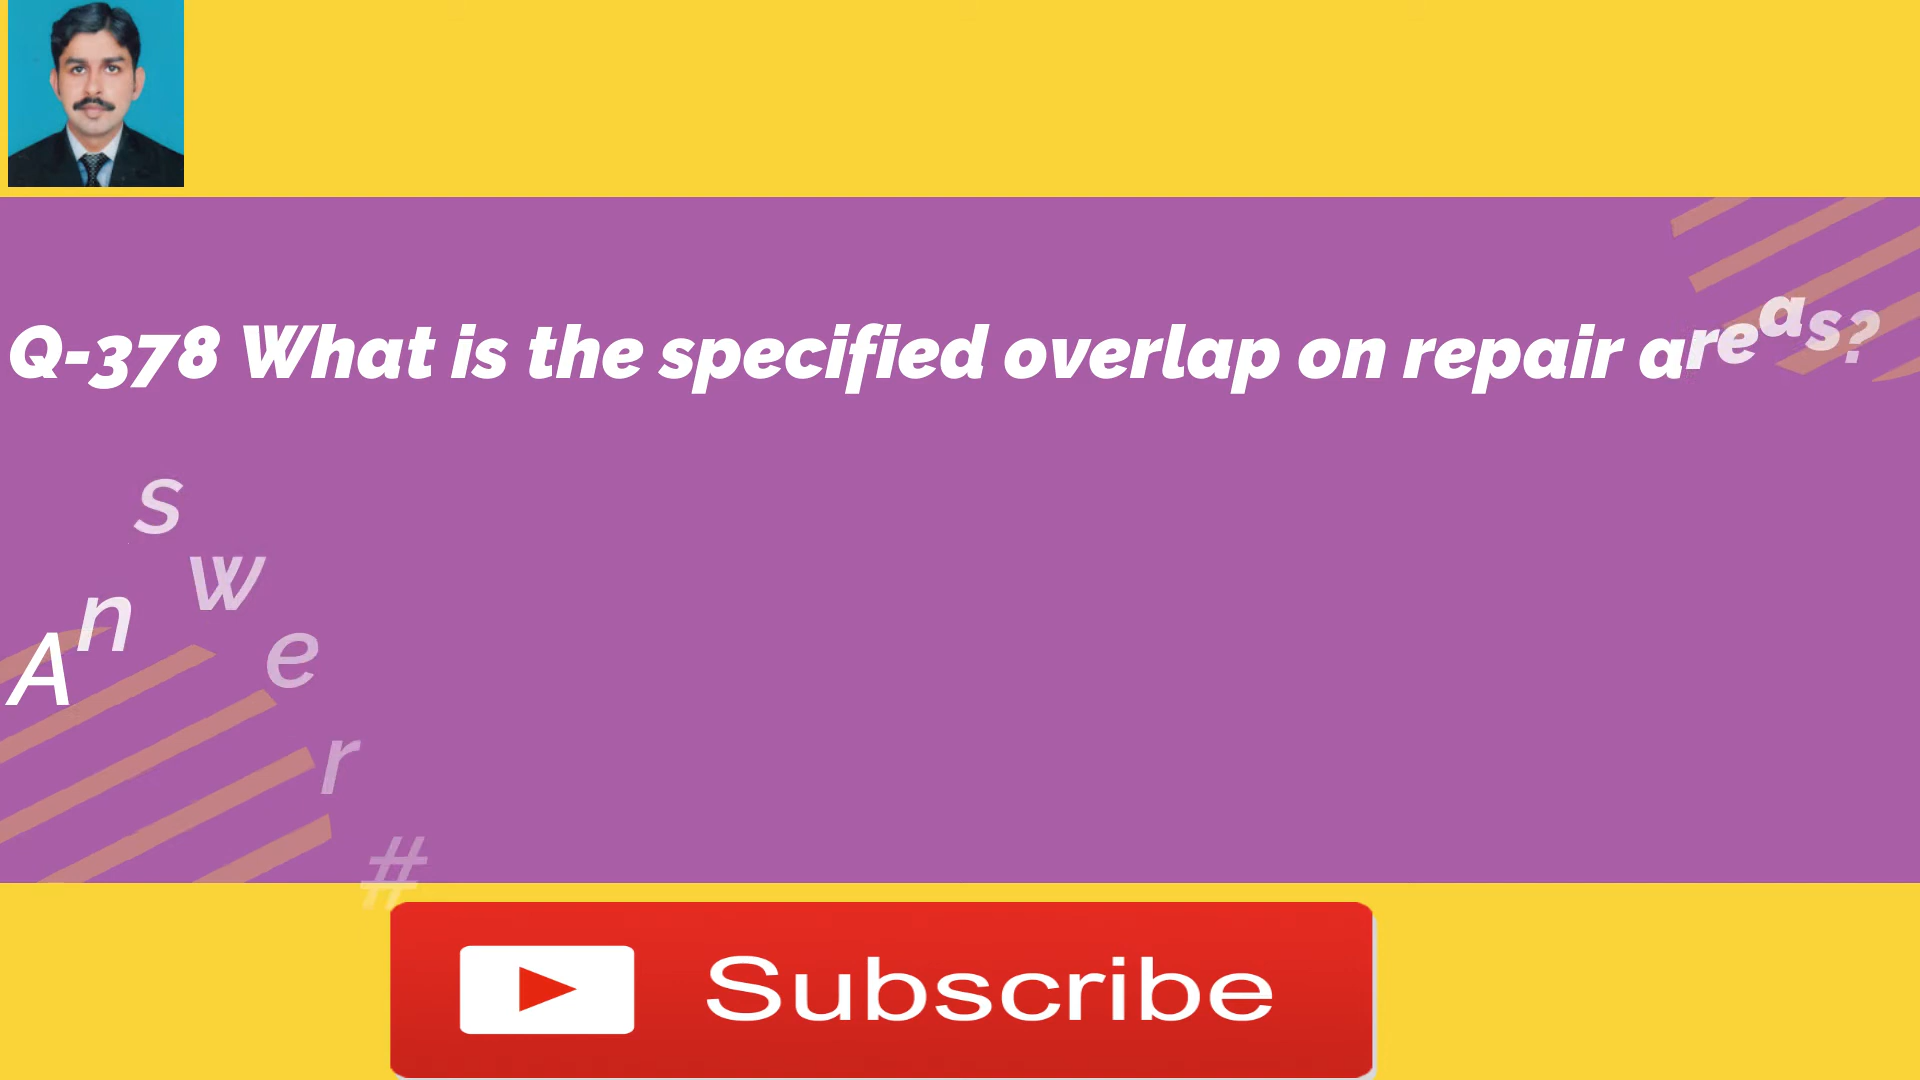 Q-378 What is the specified overlap on repair areas?
Answer#
Subscribe